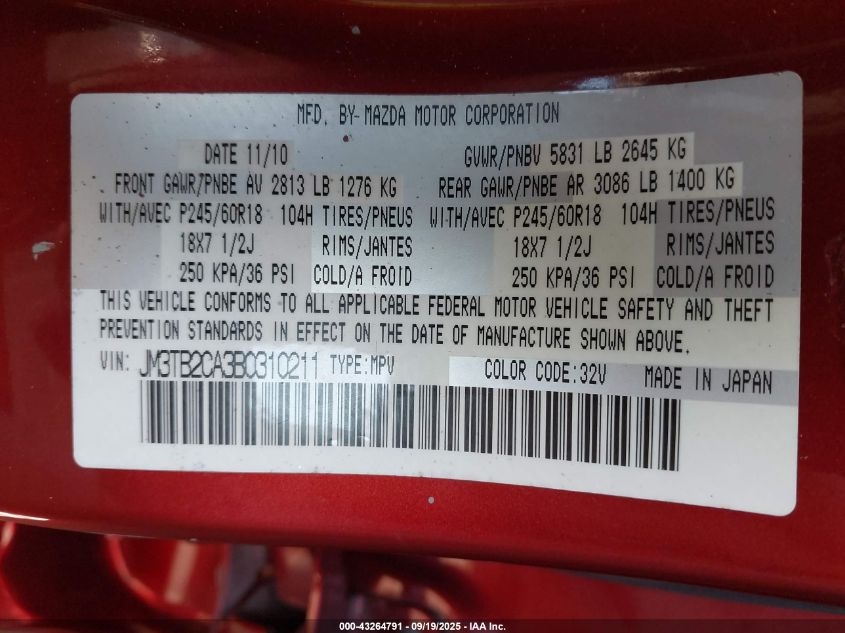 MFD. BY MAZDA MOTOR CORPORATION
DATE 11/10 GVWR/PNBV 5831 LB 2645 KG
FRONT GAWR/PNBE AV 2813 LB 1276 KG REAR GAWR/PNBE AR 3086 LB 1400 KG
WITH/AVEC P245/60R18 104H TIRES/PNEUS WITH/AVEC P245/60R18 104H TIRES/PNEUS
18X7 1/2J RIMS/JANTES 18X7 1/2J RIMS/JANTES
250 KPA/36 PSI COLD/A FROID 250 KPA/36 PSI COLD/A FROID
THIS VEHICLE CONFORMS TO ALL APPLICABLE FEDERAL MOTOR VEHICLE SAFETY AND THEFT
PREVENTION STANDARDS IN EFFECT ON THE DATE OF MANUFACTURE SHOWN ABOVE.
VIN: JM3TB2CA3B0310211 TYPE:MPV COLOR CODE:32V MADE IN JAPAN
000-43264791 - 09/19/2025 - IAA Inc.